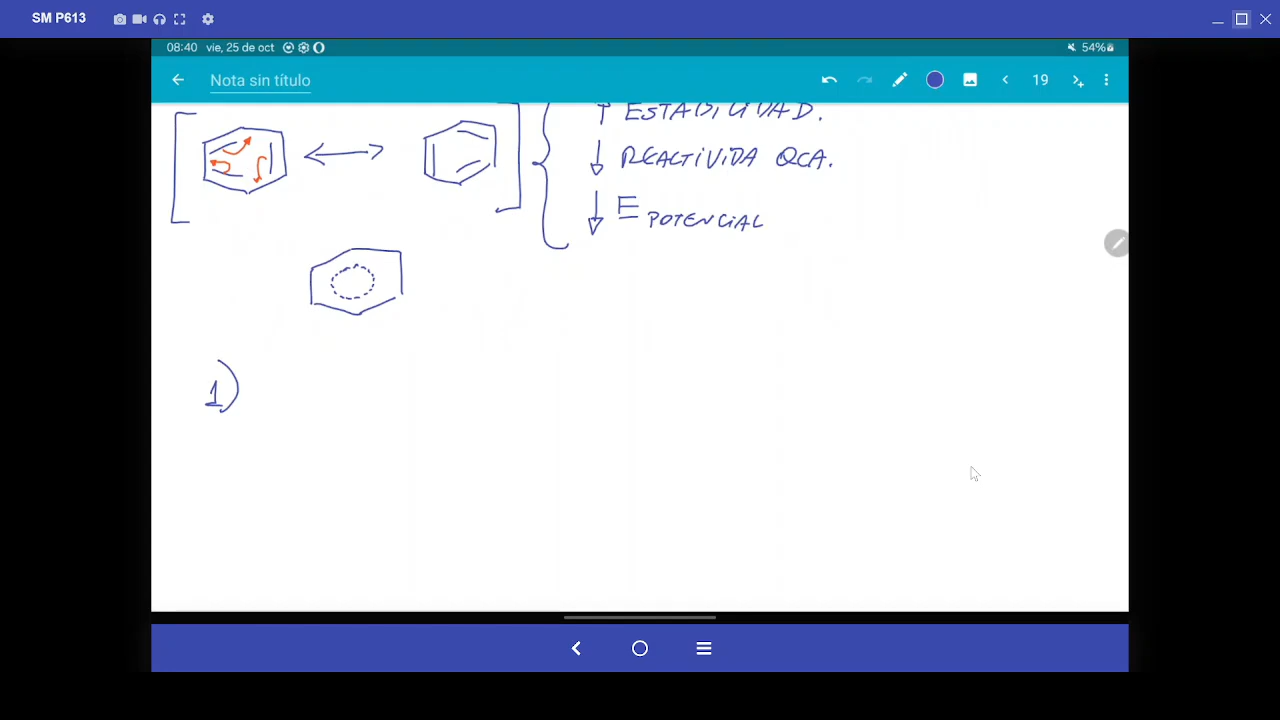 SM P613
08:40 vie, 25 de oct 54%
Nota sin título 19
↑ ESTABILIDAD.
↓ REACTIVIDA QCA.
↓ E POTENCIAL
1)